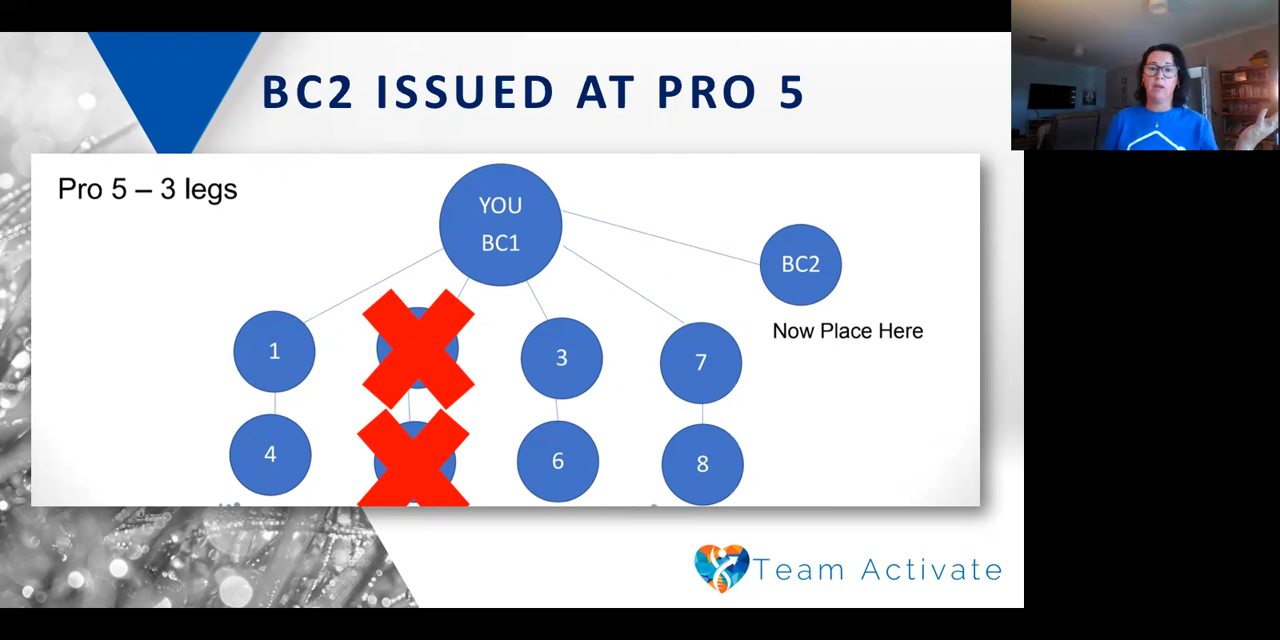 BC2 ISSUED AT PRO 5
Pro 5 – 3 legs
YOU
BC1
BC2
Now Place Here
1
3
7
4
6
8
Team Activate